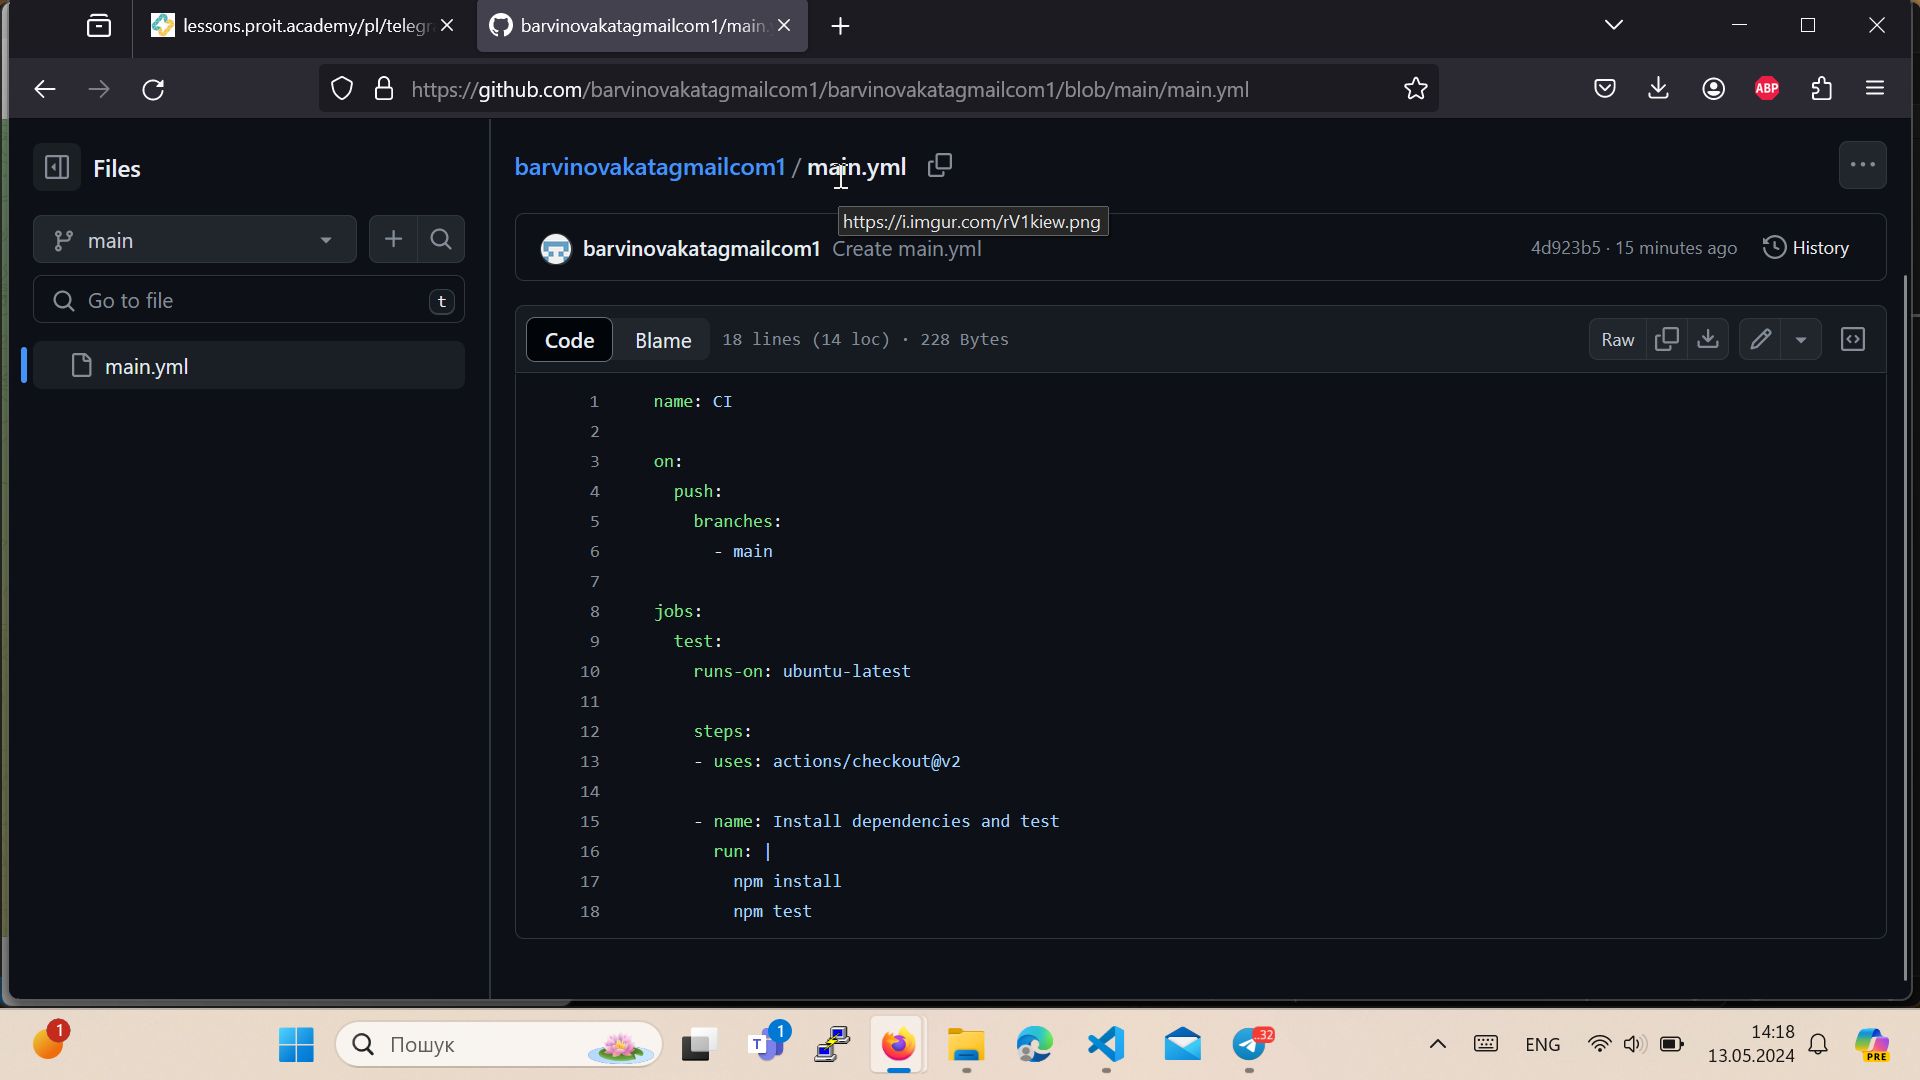 lessons.proit.academy/pl/telegr
barvinovakatagmailcom1/main.
https://github.com/barvinovakatagmailcom1/barvinovakatagmailcom1/blob/main/main.yml
ABP
Files
main
Go to file
t
main.yml
barvinovakatagmailcom1 / main.yml
https://i.imgur.com/rV1kiew.png
barvinovakatagmailcom1 Create main.yml
4d923b5 · 15 minutes ago
History
Code
Blame
18 lines (14 loc) · 228 Bytes
Raw
1 name: CI
2
3 on:
4 push:
5 branches:
6 - main
7
8 jobs:
9 test:
10 runs-on: ubuntu-latest
11
12 steps:
13 - uses: actions/checkout@v2
14
15 - name: Install dependencies and test
16 run: |
17 npm install
18 npm test
1
Пошук
T
1
..32
ENG
14:18
13.05.2024
PRE